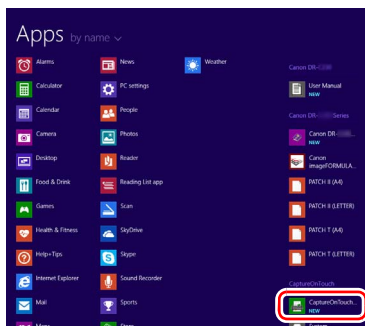 Apps by name
Alarms
Calculator
Calendar
Camera
Desktop
Food & Drink
Games
Health & Fitness
Help+Tips
Internet Explorer
Mail
News
PC settings
People
Photos
Reader
Reading List app
Scan
SkyDrive
Skype
Sound Recorder
Sports
Weather
Canon DR-
User Manual
NEW
Canon DR- Series
Canon DR-
NEW
Canon
imageFORMULA...
PATCH II (A4)
PATCH II (LETTER)
PATCH T (A4)
PATCH T (LETTER)
CaptureOnTouch
CaptureOnTouch...
NEW